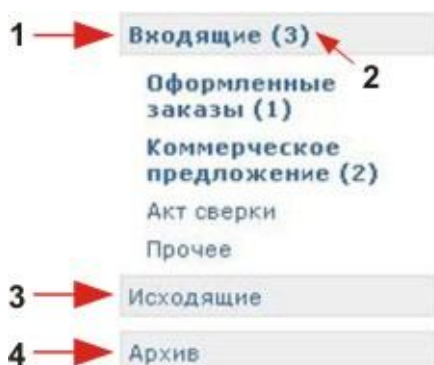 1 Входящие (3)
2
Оформленные
заказы (1)
Коммерческое
предложение (2)
Акт сверки
Прочее
3 Исходящие
4 Архив